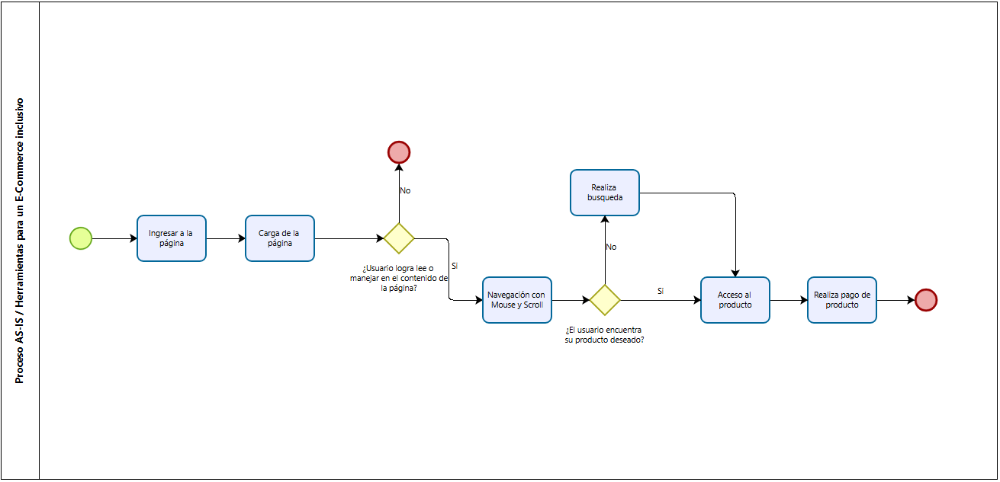 Proceso AS-IS / Herramientas para un E-Commerce inclusivo
Ingresar a la
página
Carga de la
página
No
¿Usuario logra lee o
manejar en el contenido de
la página?
Si
Navegación con
Mouse y Scroll
Realiza
busqueda
No
¿El usuario encuentra
su producto deseado?
Si
Acceso al
producto
Realiza pago de
producto